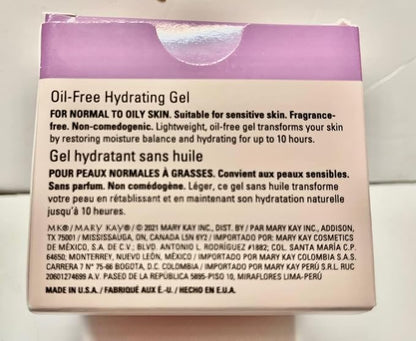 Oil-Free Hydrating Gel
FOR NORMAL TO OILY SKIN. Suitable for sensitive skin. Fragrance-
free. Non-comedogenic. Lightweight, oil-free gel transforms your skin
by restoring moisture balance and hydrating for up to 10 hours.
Gel hydratant sans huile
POUR PEAUX NORMALES À GRASSES. Convient aux peaux sensibles.
Sans parfum. Non comédogène. Léger, ce gel sans huile transforme
votre peau en rétablissant et en maintenant son hydratation naturelle
jusqu'à 10 heures.
MK®/MARY KAY®/© 2021 MARY KAY INC., DIST. BY / PAR MARY KAY INC., ADDISON,
TX 75001 / MISSISSAUGA, ON, CANADA L5N 6Y2 / IMPORTADO POR: MARY KAY COSMETICS
DE MÉXICO, S.A. DE C.V.; BLVD. ANTONIO L. RODRÍGUEZ #1882; COL. SANTA MARÍA C.P.
64650; MONTERREY, NUEVO LEÓN, MÉXICO / IMPORTADO POR MARY KAY COLOMBIA S.A.S.
CARRERA 7 N° 75-66 BOGOTA, D.C. COLOMBIA / IMPORTADO POR MARY KAY PERÚ S.R.L. RUC
20601274699 A.V. PASEO DE LA REPÚBLICA 5895-PISO 10, MIRAFLORES LIMA-PERÚ
MADE IN U.S.A./ FABRIQUÉ AUX É.-U. / HECHO EN E.U.A.